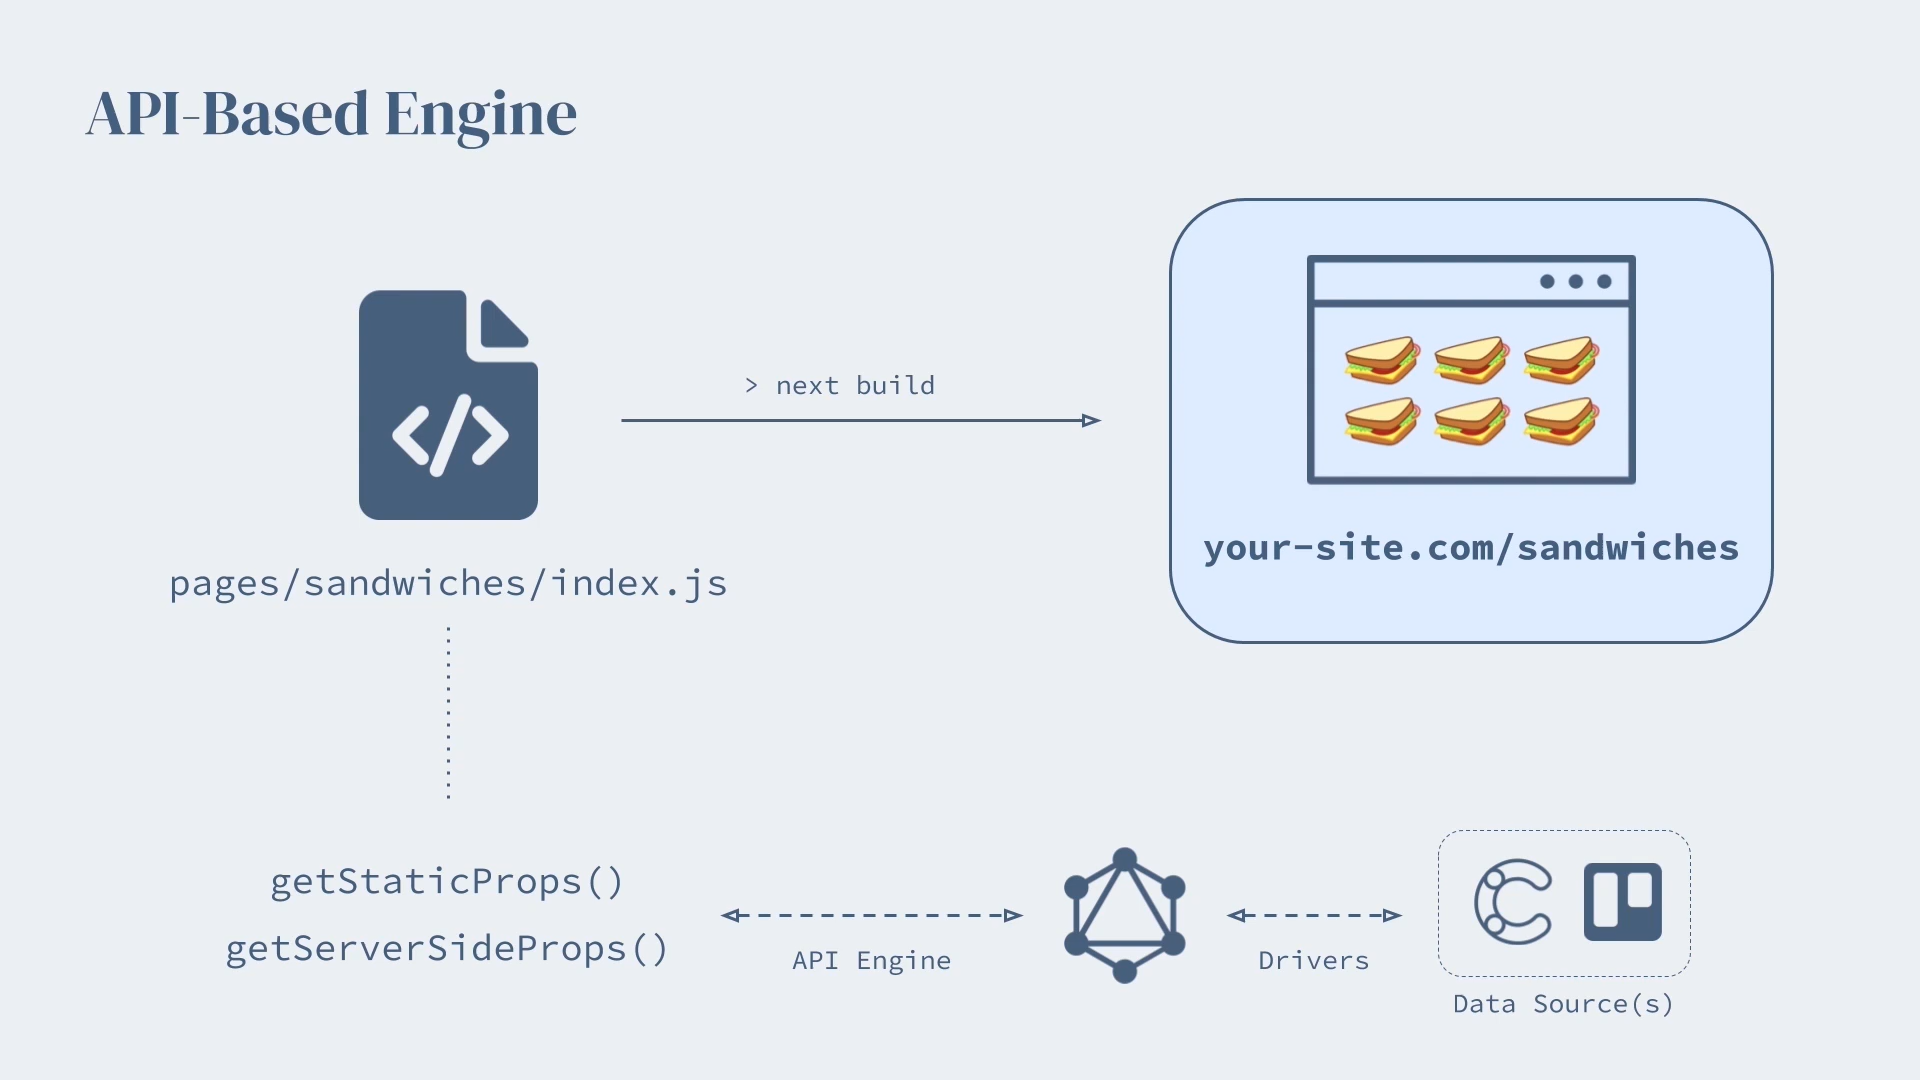 API-Based Engine
> next build
your-site.com/sandwiches
pages/sandwiches/index.js
getStaticProps()
getServerSideProps()
API Engine
Drivers
Data Source(s)